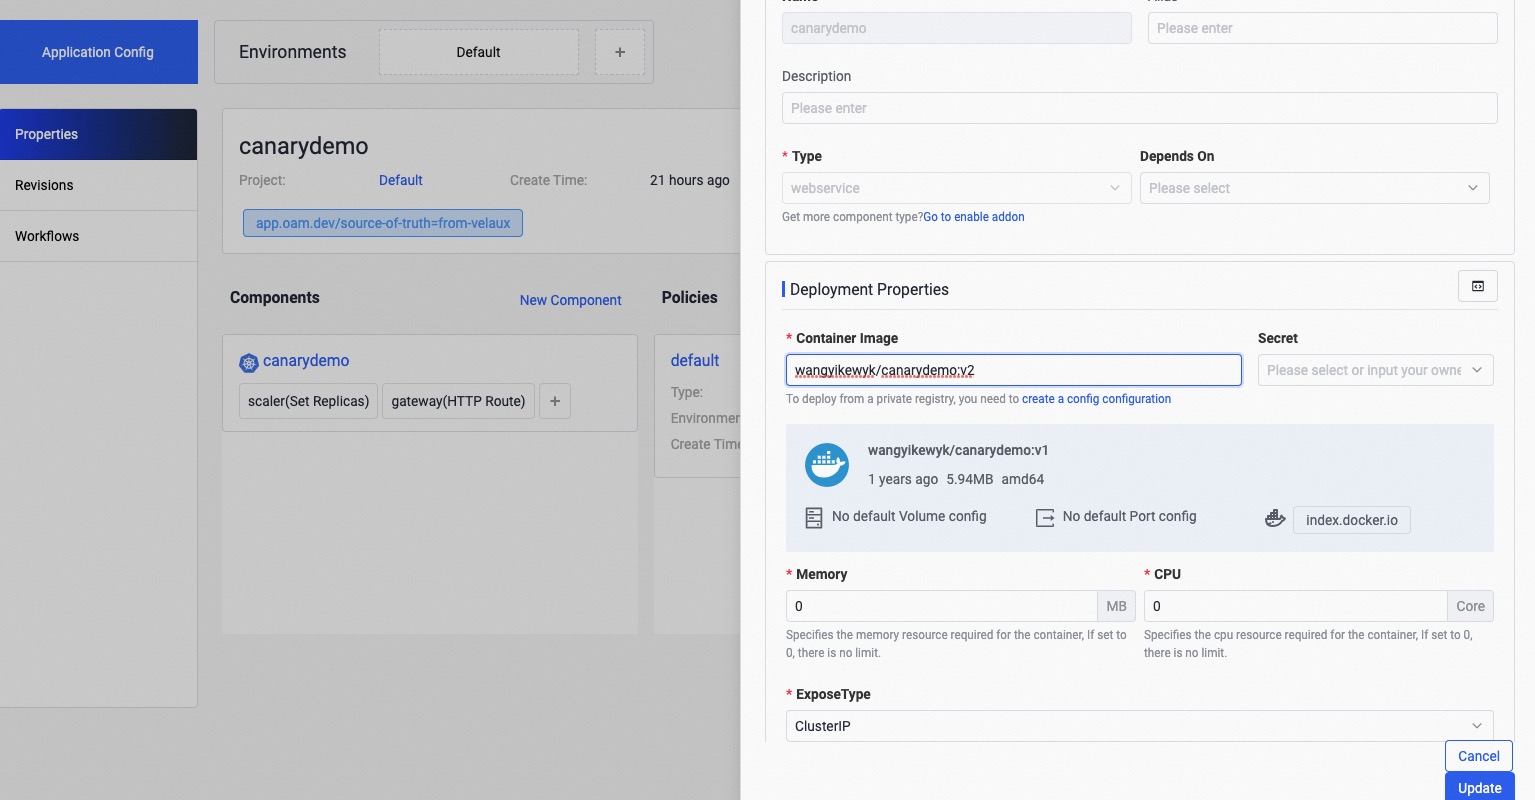 Application Config
Environments
Default
+
Properties
Revisions
Workflows
canarydemo
Project:
Default
Create Time:
21 hours ago
app.oam.dev/source-of-truth=from-velaux
Components
New Component
Policies
canarydemo
scaler(Set Replicas)
gateway(HTTP Route)
+
default
Type:
Environmen
Create Time
canarydemo
Please enter
Description
Please enter
* Type
Depends On
webservice
Please select
Get more component type?Go to enable addon
Deployment Properties
* Container Image
Secret
wangyikewyk/canarydemo:v2
Please select or input your owne
To deploy from a private registry, you need to create a config configuration
wangyikewyk/canarydemo:v1
1 years ago 5.94MB amd64
No default Volume config
No default Port config
index.docker.io
* Memory
* CPU
0
MB
0
Core
Specifies the memory resource required for the container, If set to
0, there is no limit.
Specifies the cpu resource required for the container, If set to 0,
there is no limit.
* ExposeType
ClusterIP
Cancel
Update